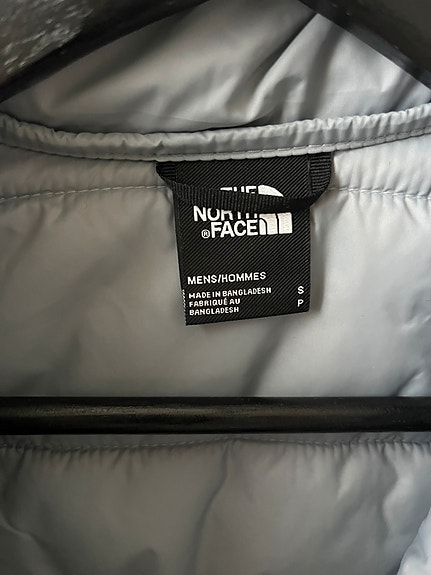 THE
NORTH
®FACE
MENS/HOMMES
MADE IN BANGLADESH S
FABRIQUÉ AU P
BANGLADESH